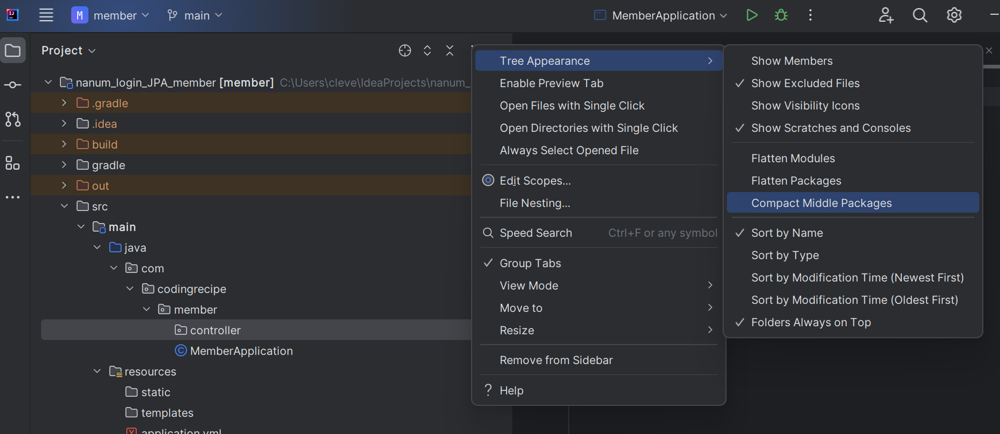 IJ
M member main MemberApplication
Project
nanum_login_JPA_member [member] C:\Users\cleve\IdeaProjects\nanum_
.gradle
.idea
build
gradle
out
src
main
java
com
codingrecipe
member
controller
C MemberApplication
resources
static
templates
Y application.yml
Tree Appearance
Enable Preview Tab
Open Files with Single Click
Open Directories with Single Click
Always Select Opened File
Edit Scopes...
File Nesting...
Speed Search Ctrl+F or any symbol
Group Tabs
View Mode
Move to
Resize
Remove from Sidebar
? Help
Show Members
Show Excluded Files
Show Visibility Icons
Show Scratches and Consoles
Flatten Modules
Flatten Packages
Compact Middle Packages
Sort by Name
Sort by Type
Sort by Modification Time (Newest First)
Sort by Modification Time (Oldest First)
Folders Always on Top